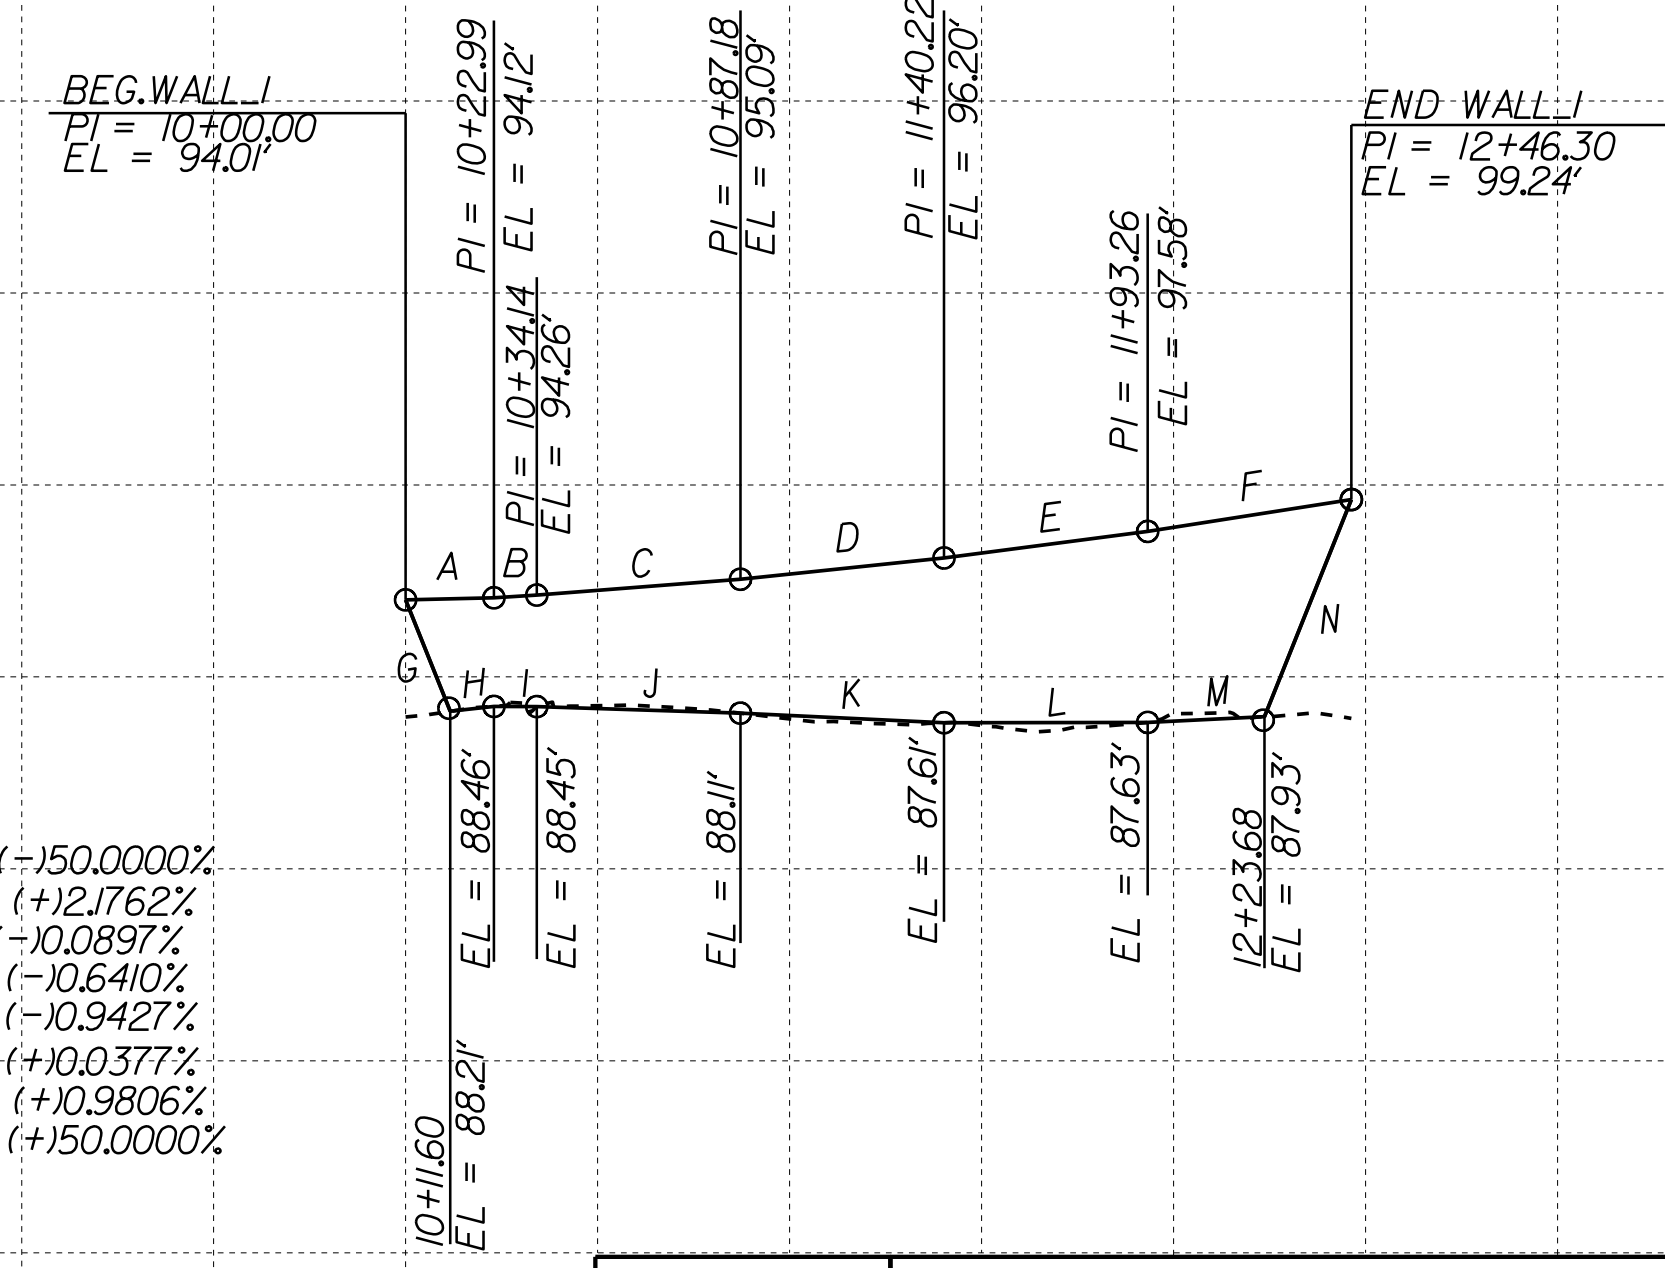 BEG. WALL_1
PI = 10+00.00
EL = 94.01'
PI = 10+22.99
EL = 94.12'
PI = 10+34.14
EL = 94.26'
PI = 10+87.18
EL = 95.09'
PI = 11+40.22
EL = 96.20'
PI = 11+93.26
EL = 97.58'
END WALL_1
PI = 12+46.30
EL = 99.24'
A
B
C
D
E
F
G
H
I
J
K
L
M
N
10+11.60
EL = 88.21'
EL = 88.46'
EL = 88.45'
EL = 88.11'
EL = 87.61'
EL = 87.63'
12+23.68
EL = 87.93'
(-)50.0000%
(+)2.1762%
(-)0.0897%
(-)0.6410%
(-)0.9427%
(+)0.0377%
(+)0.9806%
(+)50.0000%